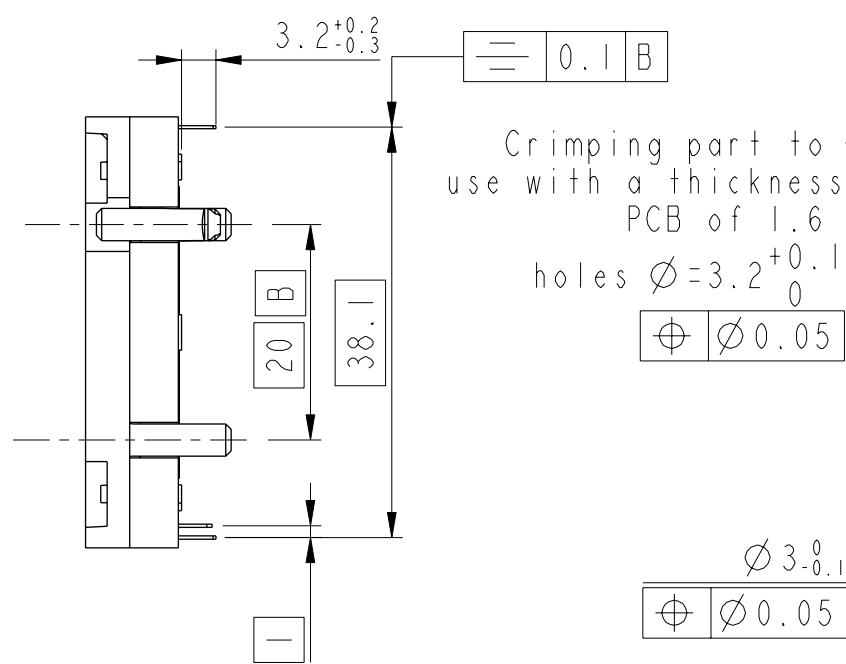 3.2 +0.2 -0.3
⌯ 0.1 B
Crimping part to
use with a thickness
PCB of 1.6
holes Ø=3.2 +0.1 0
⌖ Ø0.05
B
20
38.1
Ø3 0 -0.1
⌖ Ø0.05
1